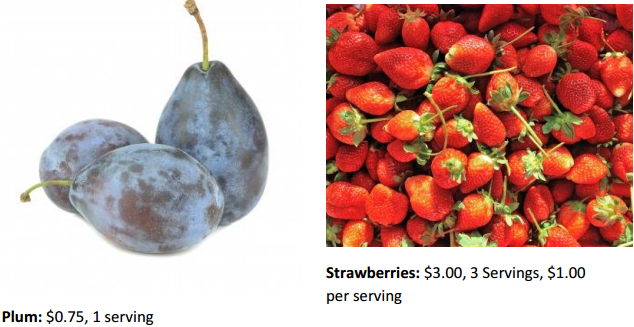 Strawberries: $3.00, 3 Servings, $1.00
per serving
Plum: $0.75, 1 serving